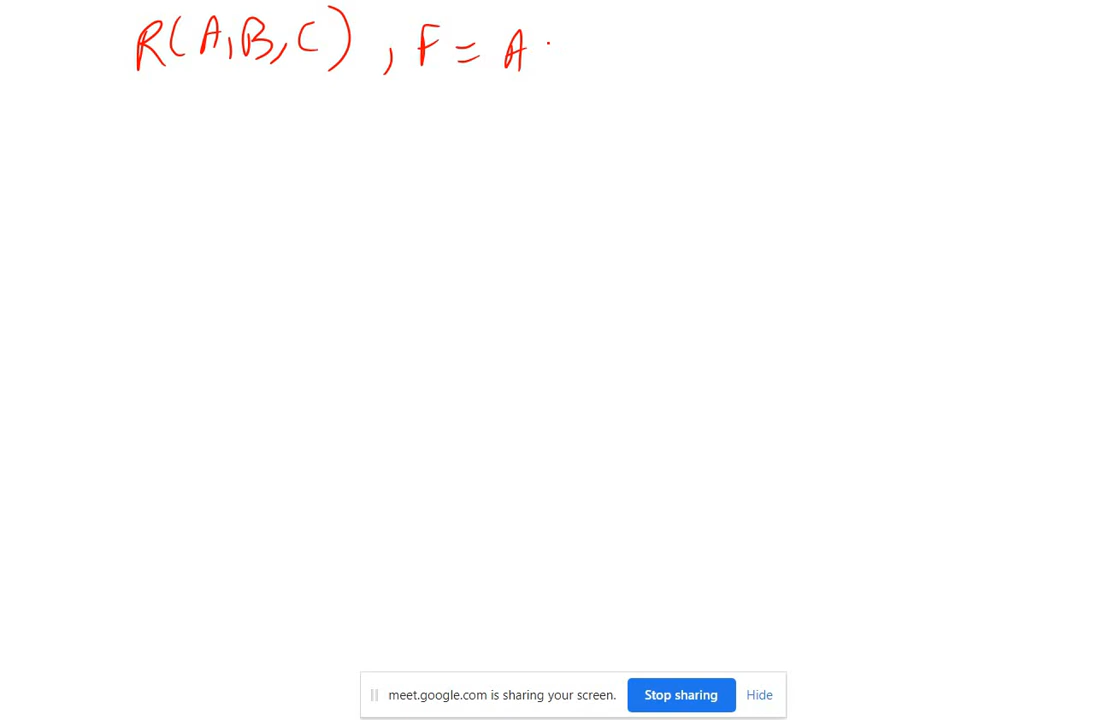 R(A,B,C) , F = A
meet.google.com is sharing your screen. Stop sharing Hide